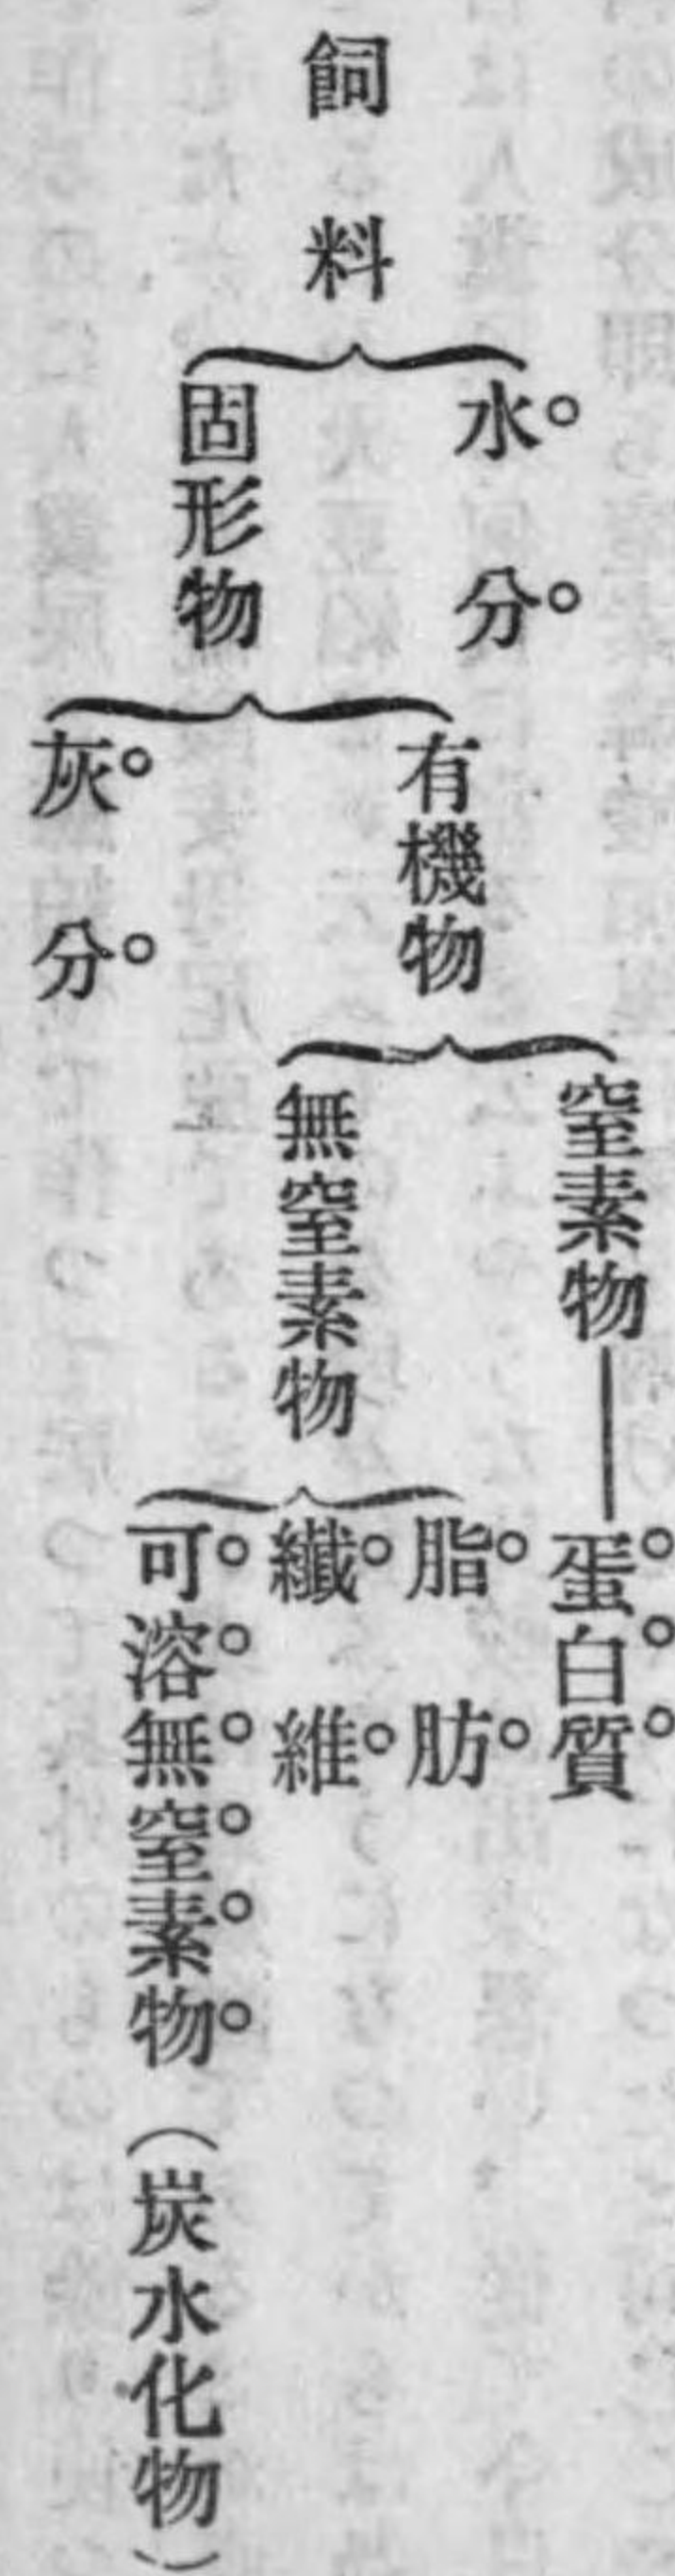 飼料
水分
固形物
有機物
灰分
窒素物
無窒素物
蛋白質
脂肪
纖維
可溶無窒素物（炭水化物）